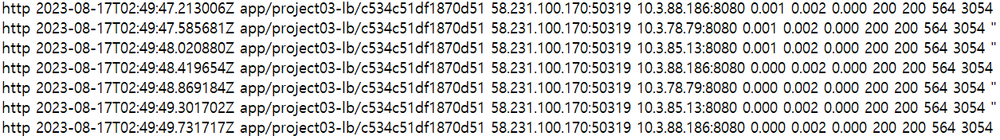 http 2023-08-17T02:49:47.213006Z app/project03-lb/c534c51df1870d51 58.231.100.170:50319 10.3.88.186:8080 0.001 0.002 0.000 200 200 564 3054
http 2023-08-17T02:49:47.585681Z app/project03-lb/c534c51df1870d51 58.231.100.170:50319 10.3.78.79:8080 0.001 0.002 0.000 200 200 564 3054 "
http 2023-08-17T02:49:48.020880Z app/project03-lb/c534c51df1870d51 58.231.100.170:50319 10.3.85.13:8080 0.001 0.002 0.000 200 200 564 3054 "
http 2023-08-17T02:49:48.419654Z app/project03-lb/c534c51df1870d51 58.231.100.170:50319 10.3.88.186:8080 0.000 0.002 0.000 200 200 564 3054
http 2023-08-17T02:49:48.869184Z app/project03-lb/c534c51df1870d51 58.231.100.170:50319 10.3.78.79:8080 0.000 0.002 0.000 200 200 564 3054 "
http 2023-08-17T02:49:49.301702Z app/project03-lb/c534c51df1870d51 58.231.100.170:50319 10.3.85.13:8080 0.000 0.002 0.000 200 200 564 3054 "
http 2023-08-17T02:49:49.731717Z app/project03-lb/c534c51df1870d51 58.231.100.170:50319 10.3.88.186:8080 0.000 0.002 0.000 200 200 564 3054